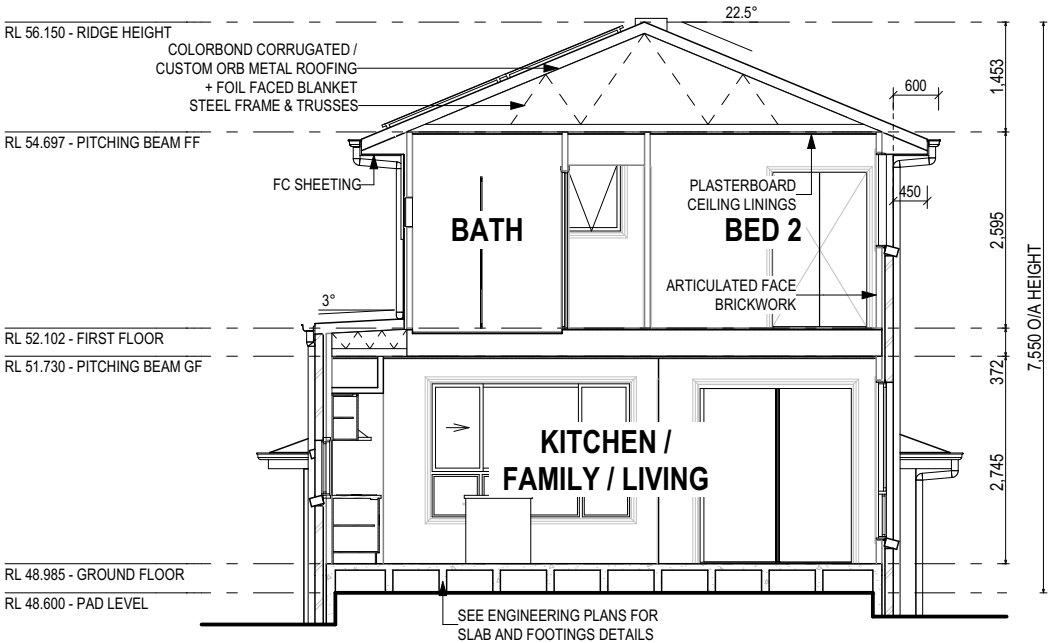 22.5°
RL 56.150 - RIDGE HEIGHT
COLORBOND CORRUGATED /
CUSTOM ORB METAL ROOFING
+ FOIL FACED BLANKET
STEEL FRAME & TRUSSES
1,453
600
RL 54.697 - PITCHING BEAM FF
FC SHEETING
PLASTERBOARD
CEILING LININGS
450
BATH
BED 2
2,595
ARTICULATED FACE
BRICKWORK
7,550 O/A HEIGHT
3°
RL 52.102 - FIRST FLOOR
RL 51.730 - PITCHING BEAM GF
372
KITCHEN /
FAMILY / LIVING
2,745
RL 48.985 - GROUND FLOOR
RL 48.600 - PAD LEVEL
SEE ENGINEERING PLANS FOR
SLAB AND FOOTINGS DETAILS